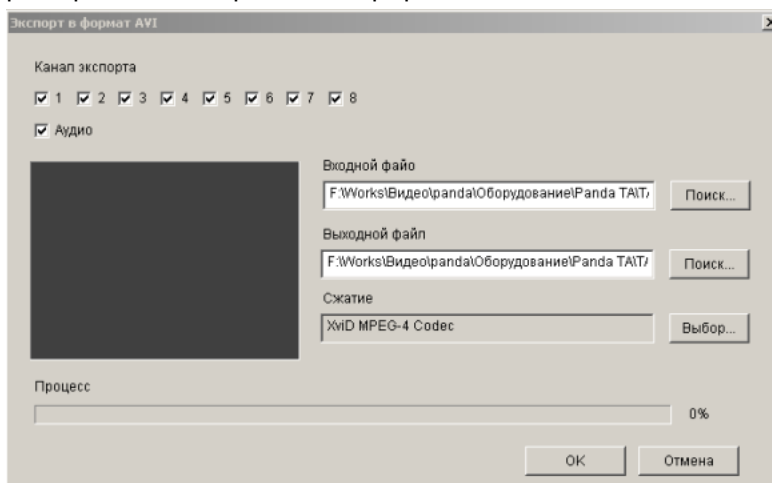 Экспорт в формат AVI
Канал экспорта
1 2 3 4 5 6 7 8
Аудио
Входной файо
F:\Works\Видео\panda\Оборудование\Panda TA\TA
Поиск...
Выходной файл
F:\Works\Видео\panda\Оборудование\Panda TA\TA
Поиск...
Сжатие
XviD MPEG-4 Codec
Выбор...
Процесс
0%
OK
Отмена